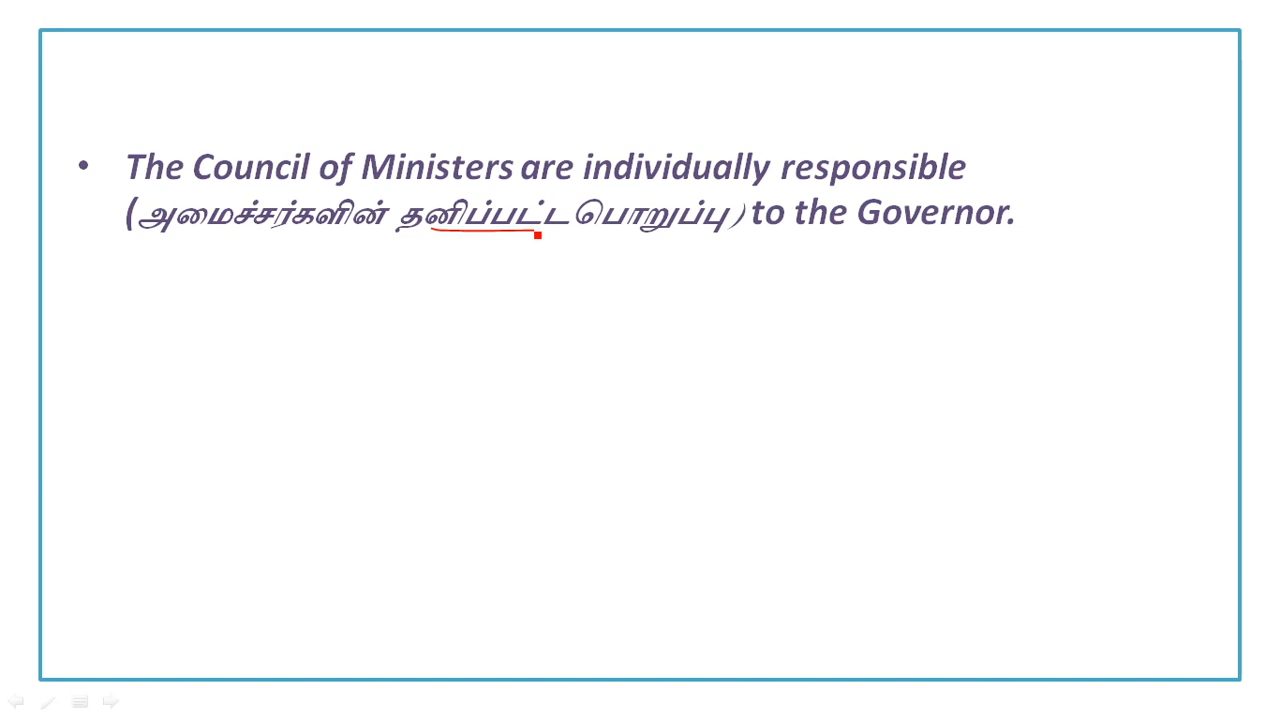 • The Council of Ministers are individually responsible
(அமைச்சர்களின் தனிப்பட்ட பொறுப்பு) to the Governor.